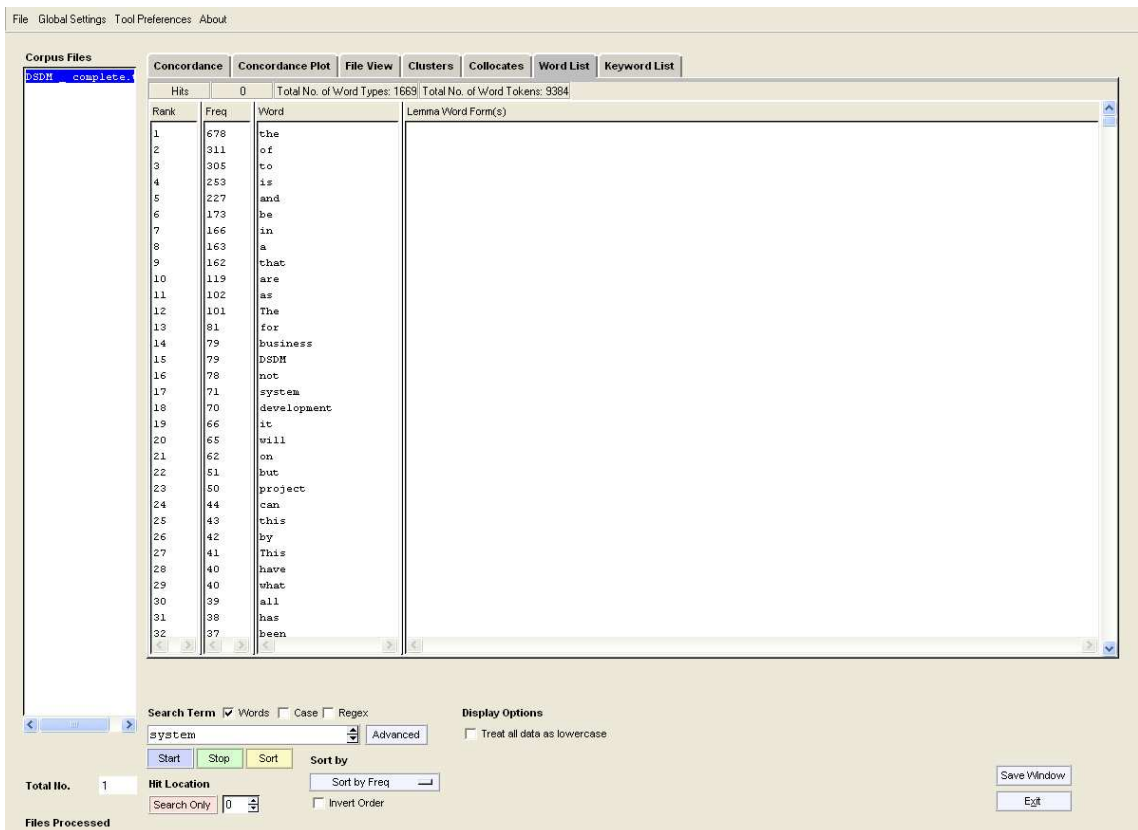 File Global Settings Tool Preferences About
Corpus Files
DSDM _ complete.
Concordance Concordance Plot File View Clusters Collocates Word List Keyword List
Hits 0 Total No. of Word Types: 1669 Total No. of Word Tokens: 9384
Rank Freq Word Lemma Word Form(s)
1 678 the
2 311 of
3 305 to
4 253 is
5 227 and
6 173 be
7 166 in
8 163 a
9 162 that
10 119 are
11 102 as
12 101 The
13 81 for
14 79 business
15 79 DSDM
16 78 not
17 71 system
18 70 development
19 66 it
20 65 will
21 62 on
22 51 but
23 50 project
24 44 can
25 43 this
26 42 by
27 41 This
28 40 have
29 40 what
30 39 all
31 38 has
32 37 been
Search Term Words Case Regex Display Options
system Advanced Treat all data as lowercase
Start Stop Sort Sort by
Total No. 1 Hit Location Sort by Freq Save Window
Search Only 0 Invert Order Exit
Files Processed